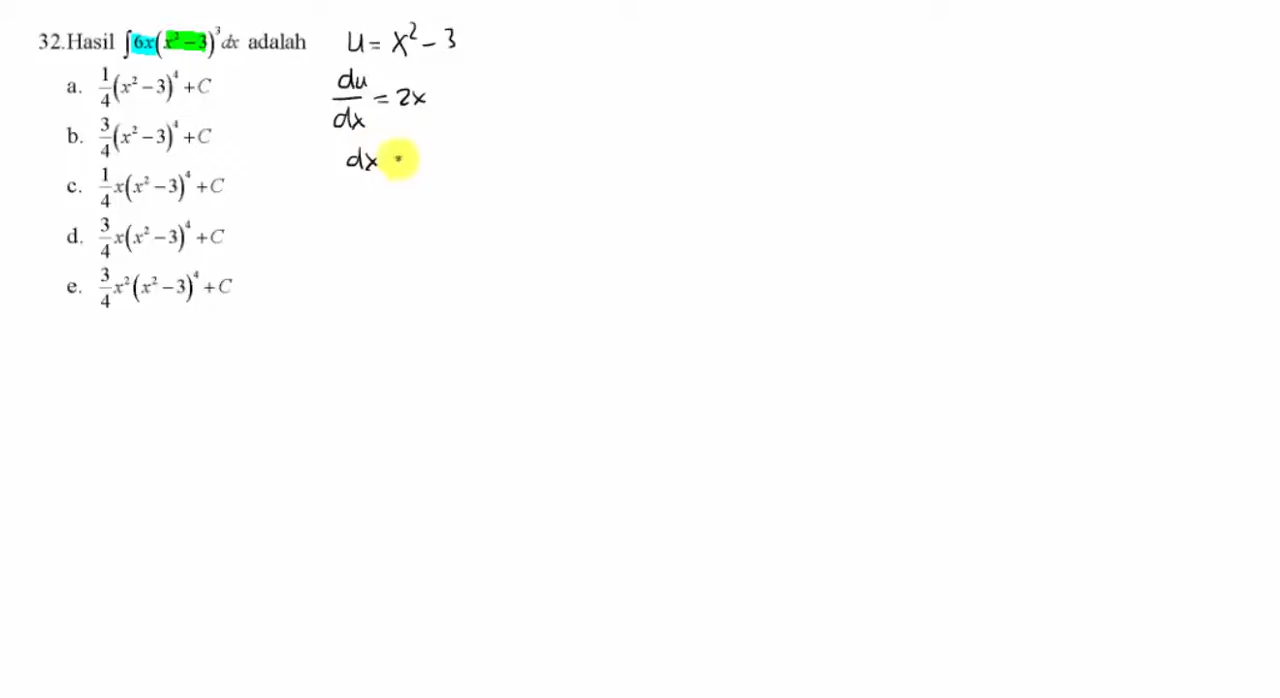 32.Hasil ∫6x(x² − 3)³dx adalah
a. 1/4(x² − 3)⁴ + C
b. 3/4(x² − 3)⁴ + C
c. 1/4x(x² − 3)⁴ + C
d. 3/4x(x² − 3)⁴ + C
e. 3/4x²(x² − 3)⁴ + C
u = x² − 3
du/dx = 2x
dx